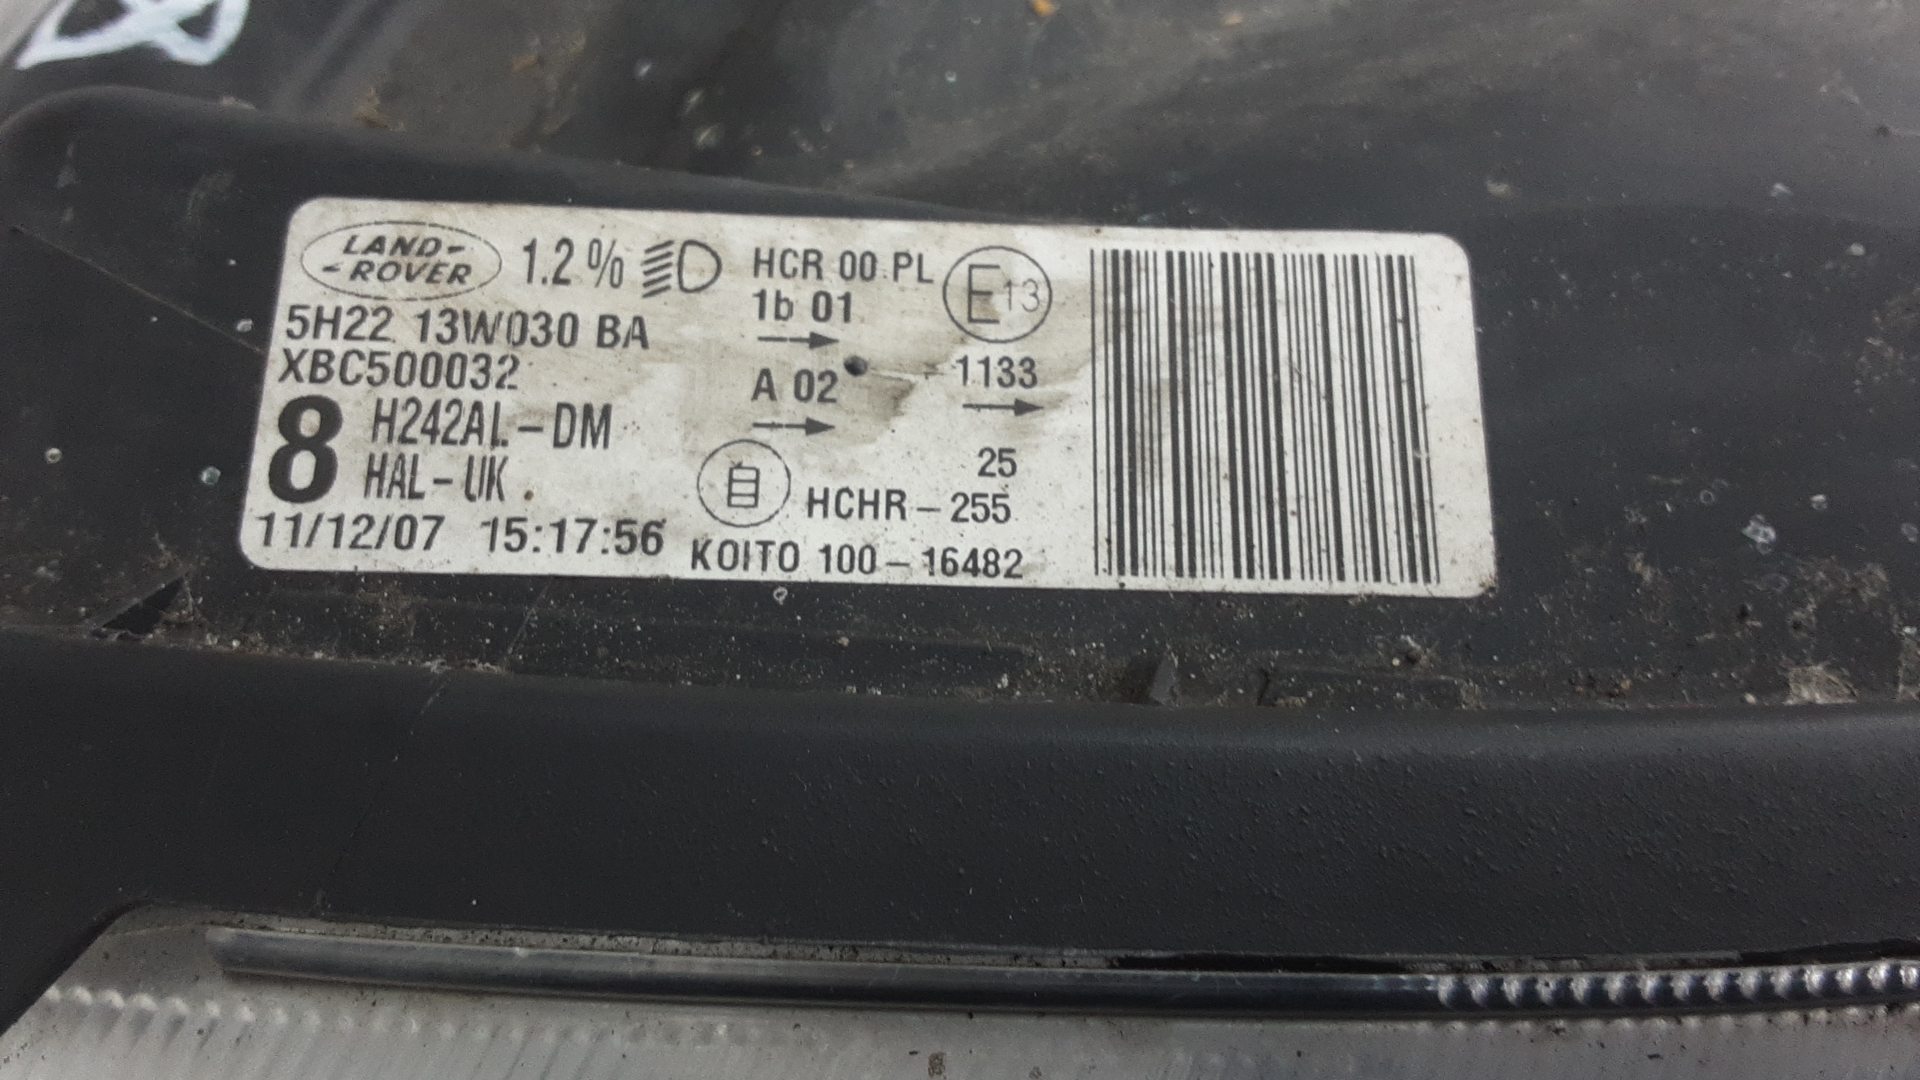 LAND-
-ROVER
1.2%
5H22 13W030 BA
XBC500032
8 H242AL-DM
HAL-UK
11/12/07 15:17:56
HCR 00 PL
1b 01
A 02
E13
1133
25
HCHR-255
KOITO 100-16482